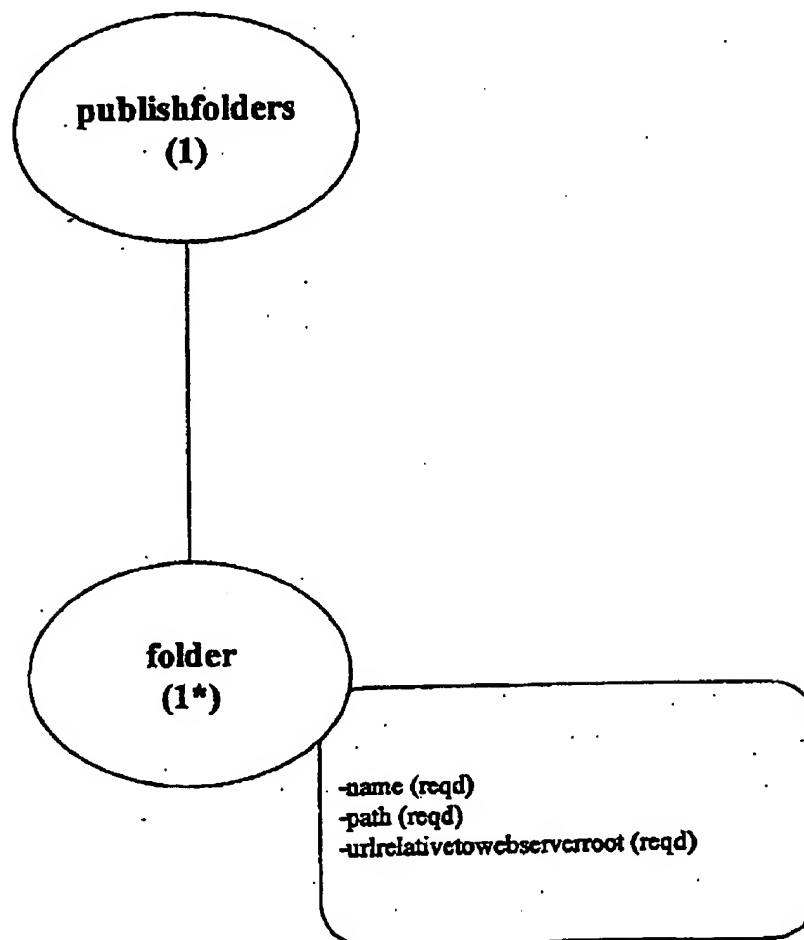 publishfolders
(1)
folder
(1*)
-name (reqd)
-path (reqd)
-urlrelativetowebserverroot (reqd)